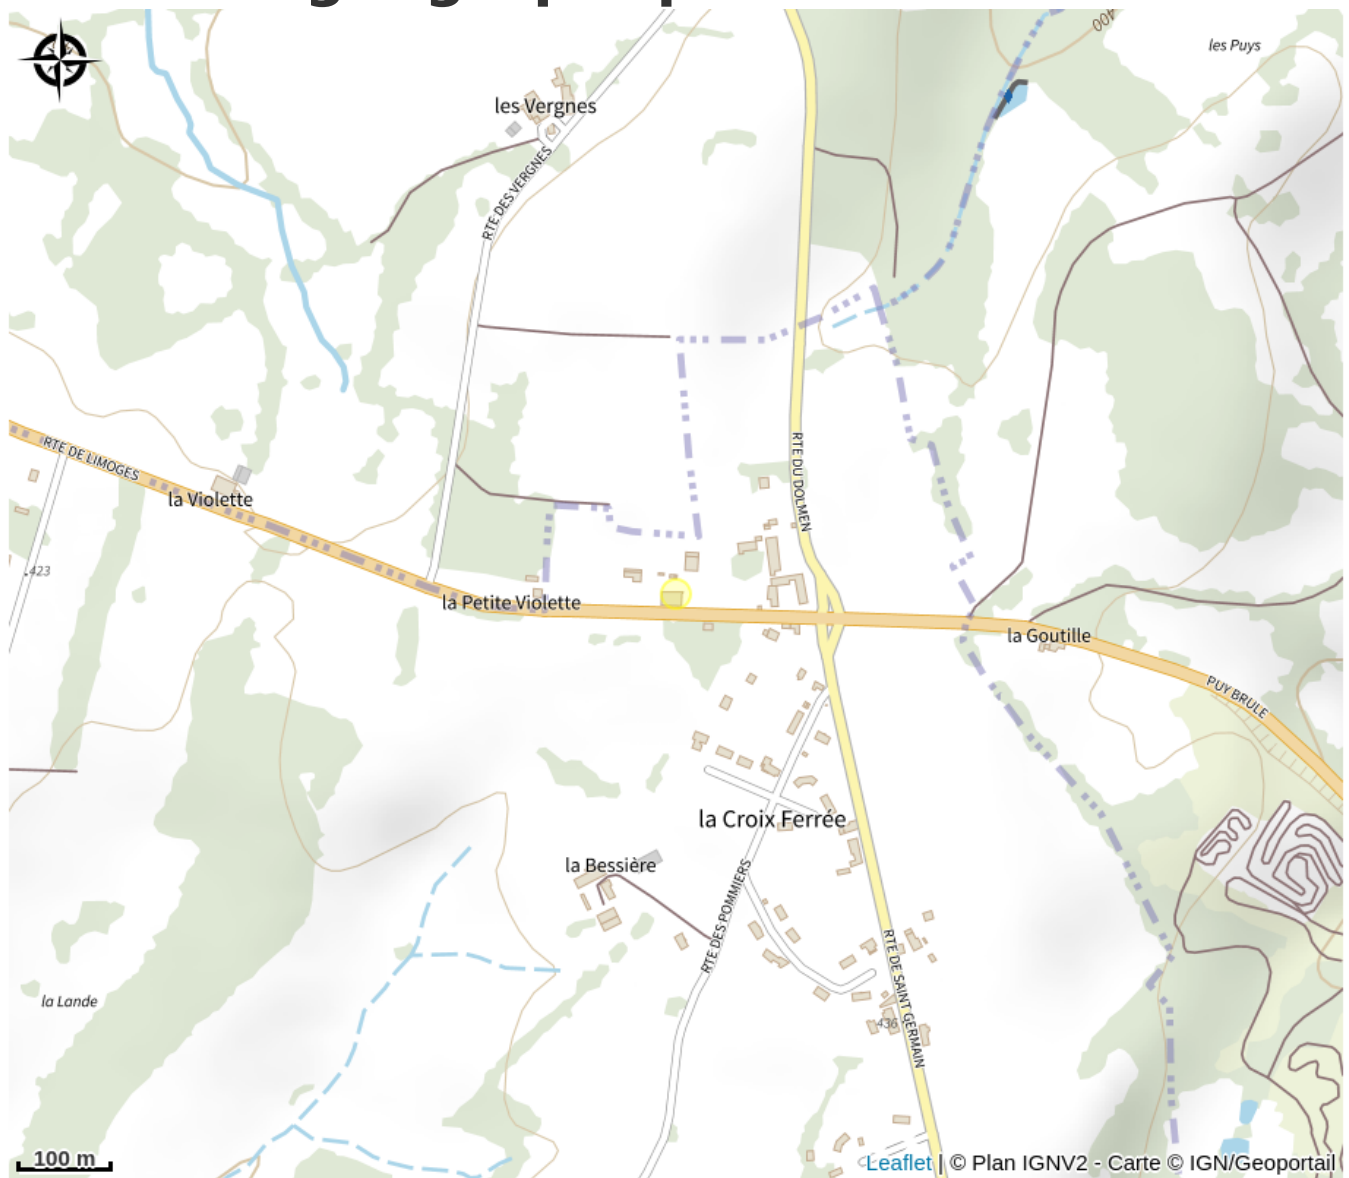 400
les Puys
les Vergnes
RTE DES VERGNES
RTE DE LIMOGES
la Violette
RTE DU DOLMEN
423
la Petite Violette
la Goutille
PUY BRULE
la Croix Ferrée
la Bessière
RTE DES POMMIERS
la Lande
RTE DE SAINT GERMAIN
436
100 m
Leaflet | © Plan IGNV2 - Carte © IGN/Geoportail